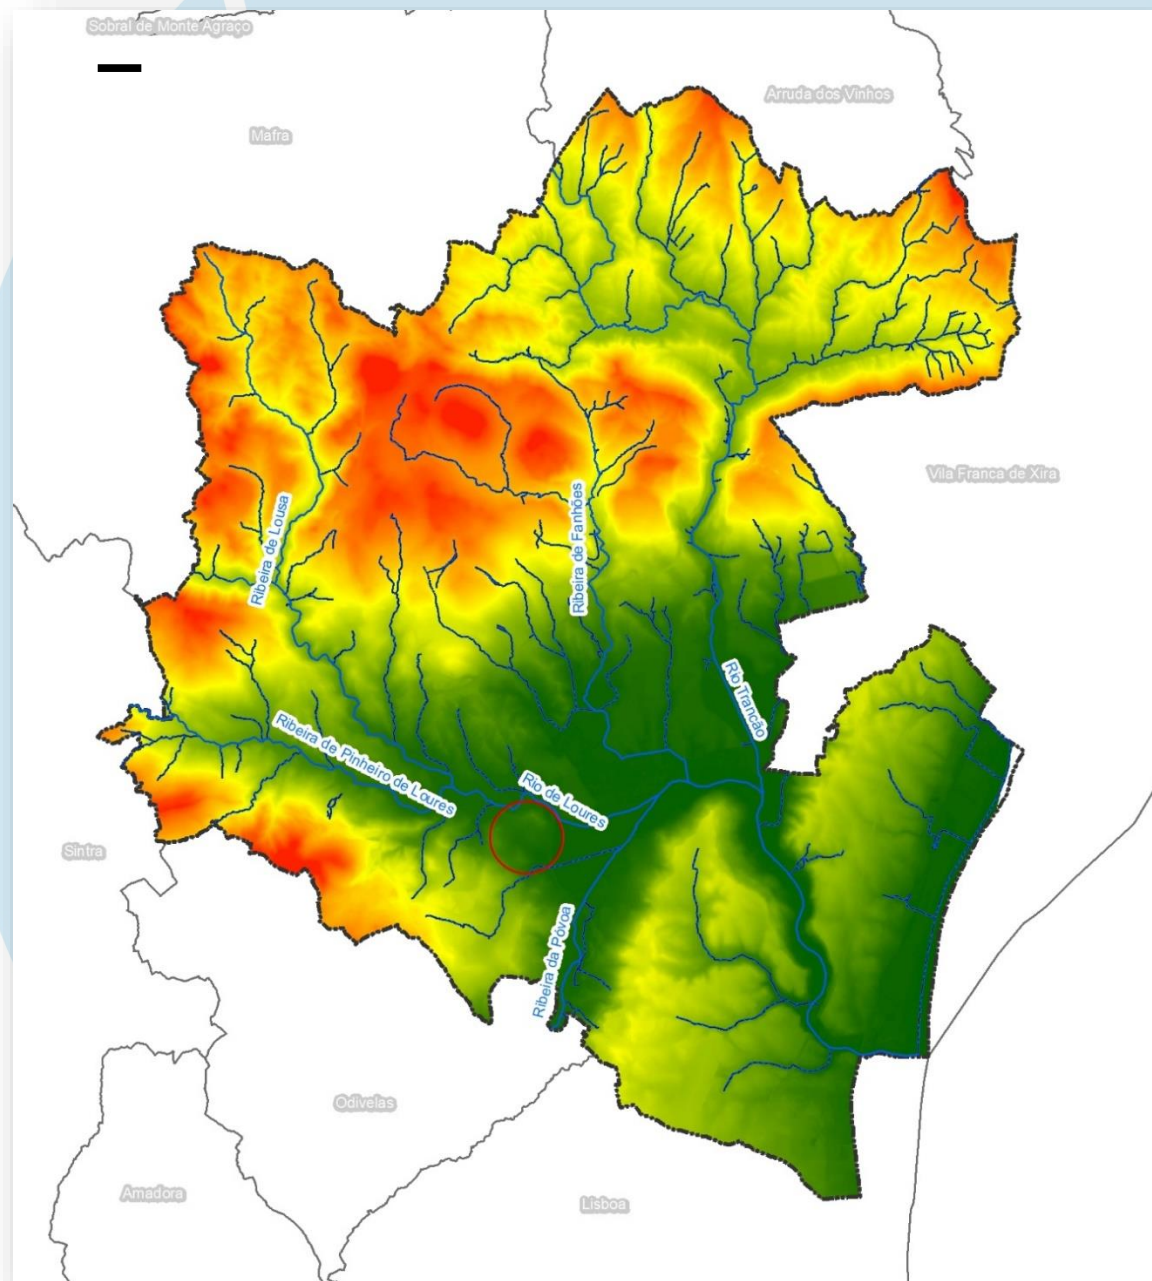 Sobral de Monte Agraço
Arruda dos Vinhos
Mafra
Vila Franca de Xira
Ribeira de Lousa
Ribeira de Fanhões
Rio Trancão
Ribeira de Pinheiro de Loures
Rio de Loures
Sintra
Ribeira da Póvoa
Odivelas
Amadora
Lisboa